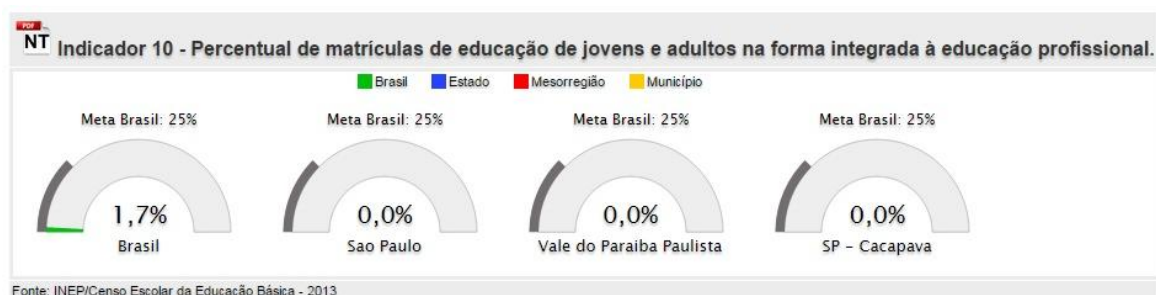 PDF
NT
Indicador 10 - Percentual de matrículas de educação de jovens e adultos na forma integrada à educação profissional.
Brasil Estado Mesorregião Município
Meta Brasil: 25% Meta Brasil: 25% Meta Brasil: 25% Meta Brasil: 25%
1,7% 0,0% 0,0% 0,0%
Brasil Sao Paulo Vale do Paraiba Paulista SP - Cacapava
Fonte: INEP/Censo Escolar da Educação Básica - 2013